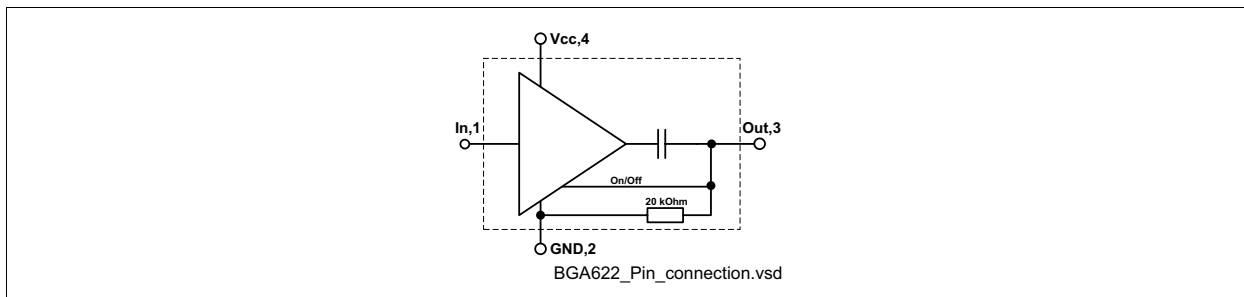 Vcc,4
In,1
Out,3
On/Off
20 kOhm
GND,2
BGA622_Pin_connection.vsd